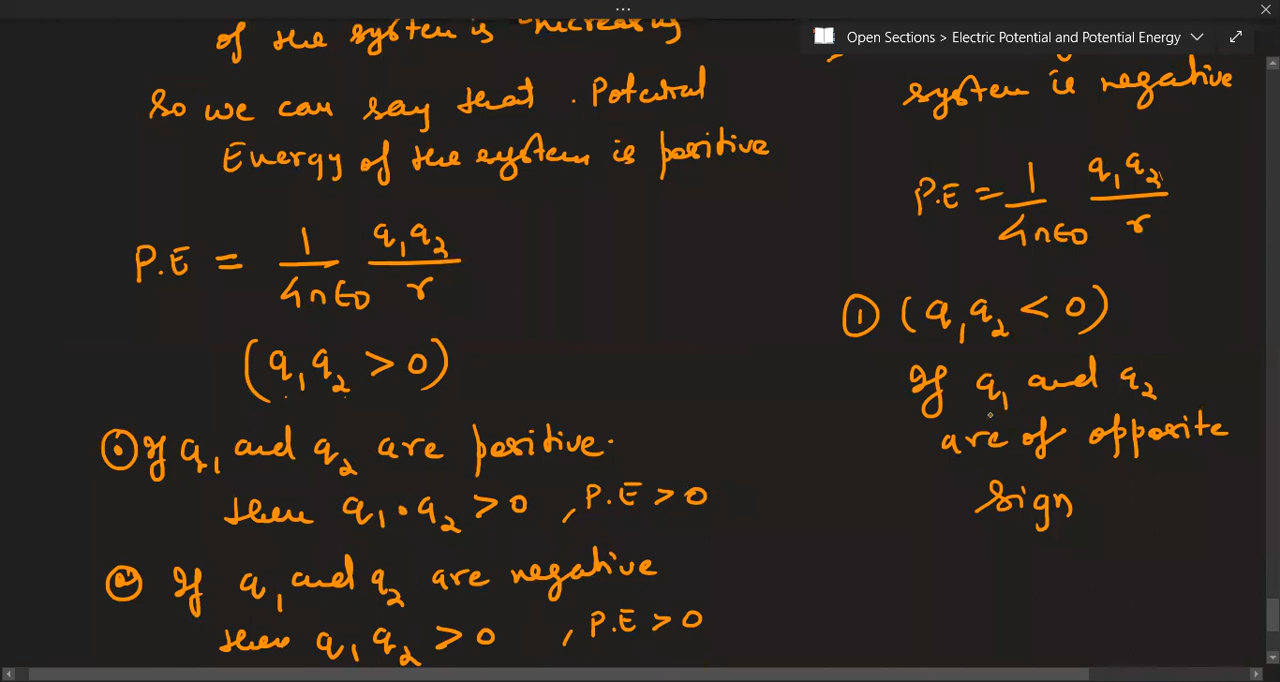 Open Sections > Electric Potential and Potential Energy
of the system is increasing
So we can say that . Potential
Energy of the system is positive
P.E = 1/4πε0 q1q2/r
(q1q2 > 0)
① If q1 and q2 are positive.
then q1 . q2 > 0 , P.E > 0
② If q1 and q2 are negative
then q1 q2 > 0 , P.E > 0
system is negative
P.E = 1/4πε0 q1q2/r
① (q1q2 < 0)
If q1 and q2
are of opposite
sign